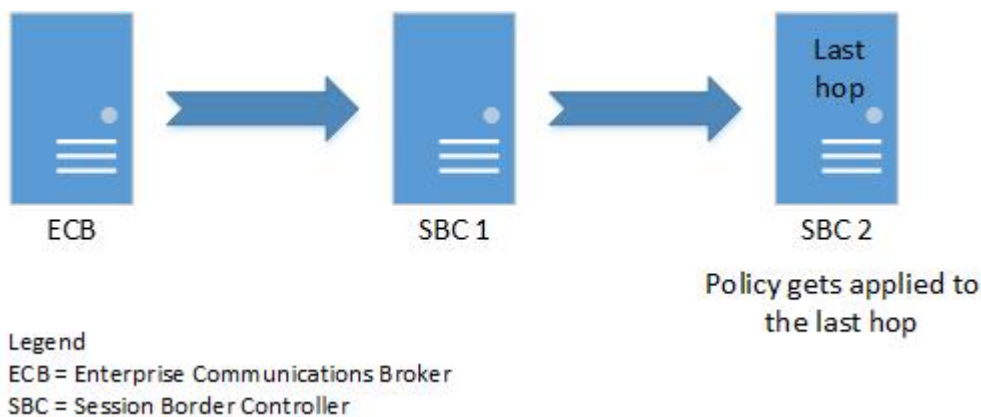 Last
hop
ECB
SBC 1
SBC 2
Policy gets applied to
the last hop
Legend
ECB = Enterprise Communications Broker
SBC = Session Border Controller